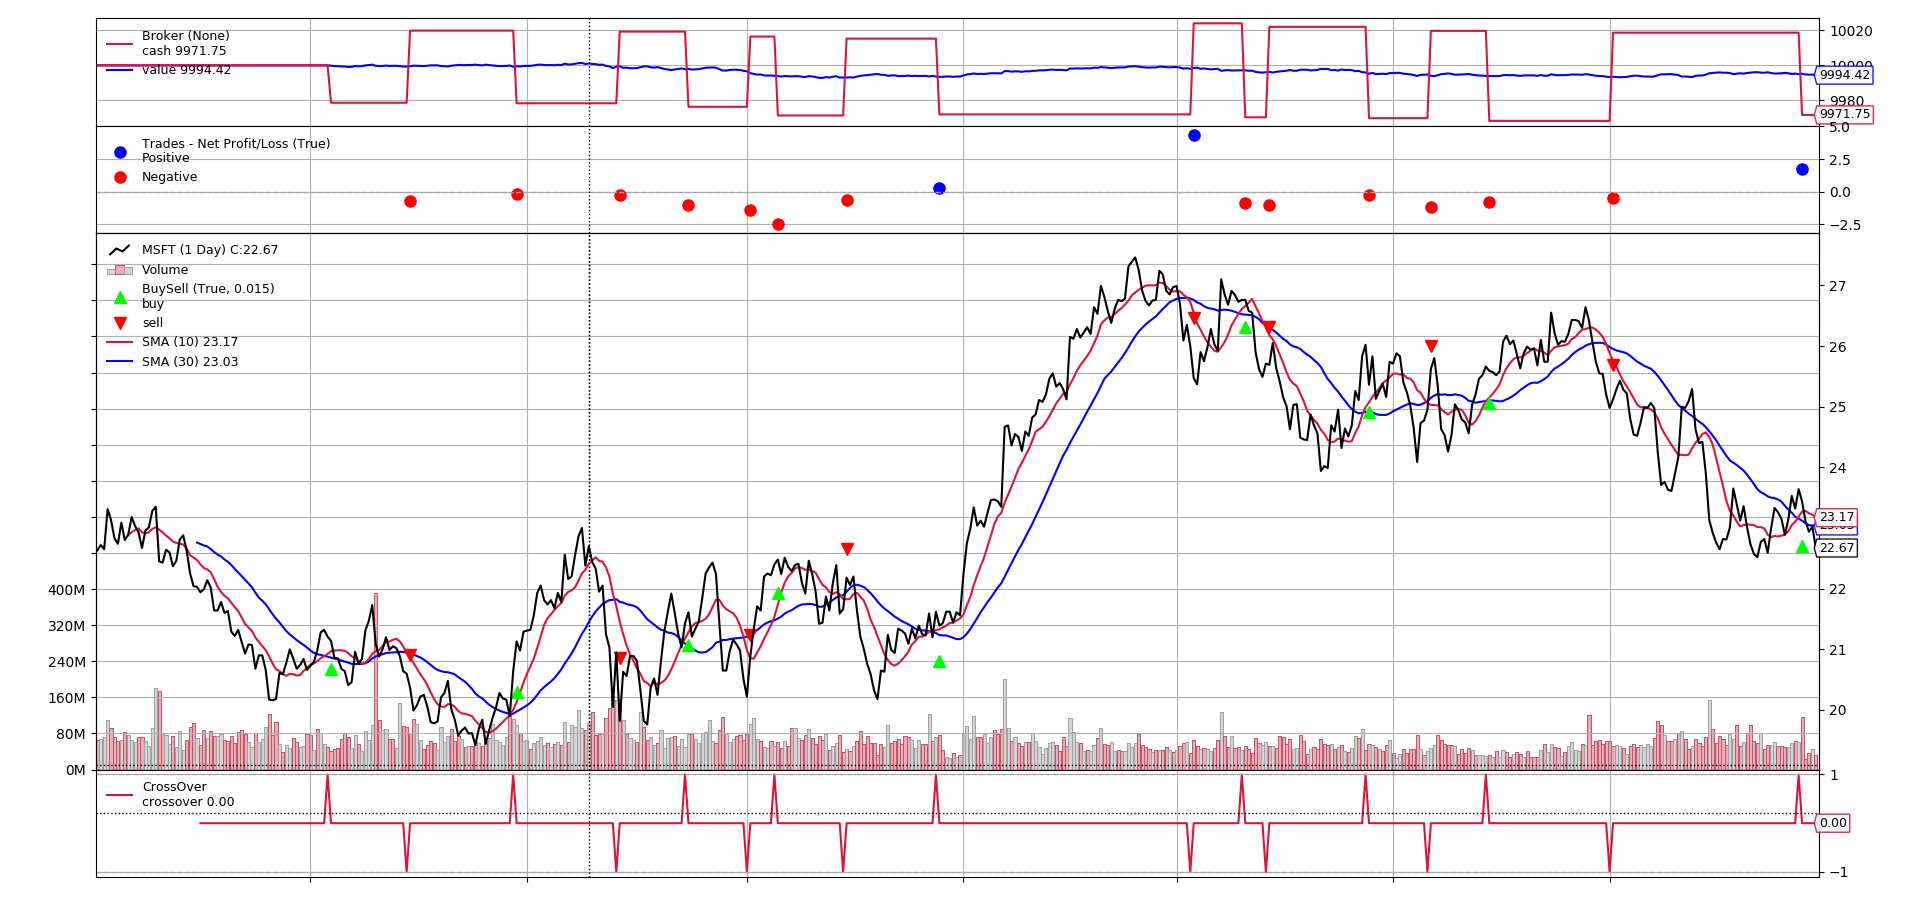 Broker (None)
cash 9971.75
value 9994.42
10020
10000
9994.42
9980
9971.75
Trades - Net Profit/Loss (True)
Positive
Negative
5.0
2.5
0.0
−2.5
MSFT (1 Day) C:22.67
Volume
BuySell (True, 0.015)
buy
sell
SMA (10) 23.17
SMA (30) 23.03
27
26
25
24
23.17
23.03
22.67
22
21
20
400M
320M
240M
160M
80M
0M
CrossOver
crossover 0.00
1
0.00
−1